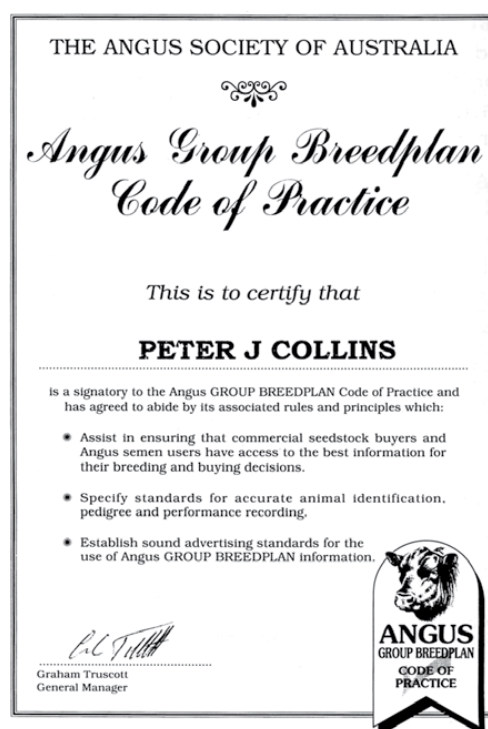 THE ANGUS SOCIETY OF AUSTRALIA
Angus Group Breedplan
Code of Practice
This is to certify that
PETER J COLLINS
is a signatory to the Angus GROUP BREEDPLAN Code of Practice and
has agreed to abide by its associated rules and principles which:
Assist in ensuring that commercial seedstock buyers and
Angus semen users have access to the best information for
their breeding and buying decisions.
Specify standards for accurate animal identification,
pedigree and performance recording.
Establish sound advertising standards for the
use of Angus GROUP BREEDPLAN information.
Graham Truscott
General Manager
ANGUS
GROUP BREEDPLAN
CODE OF
PRACTICE